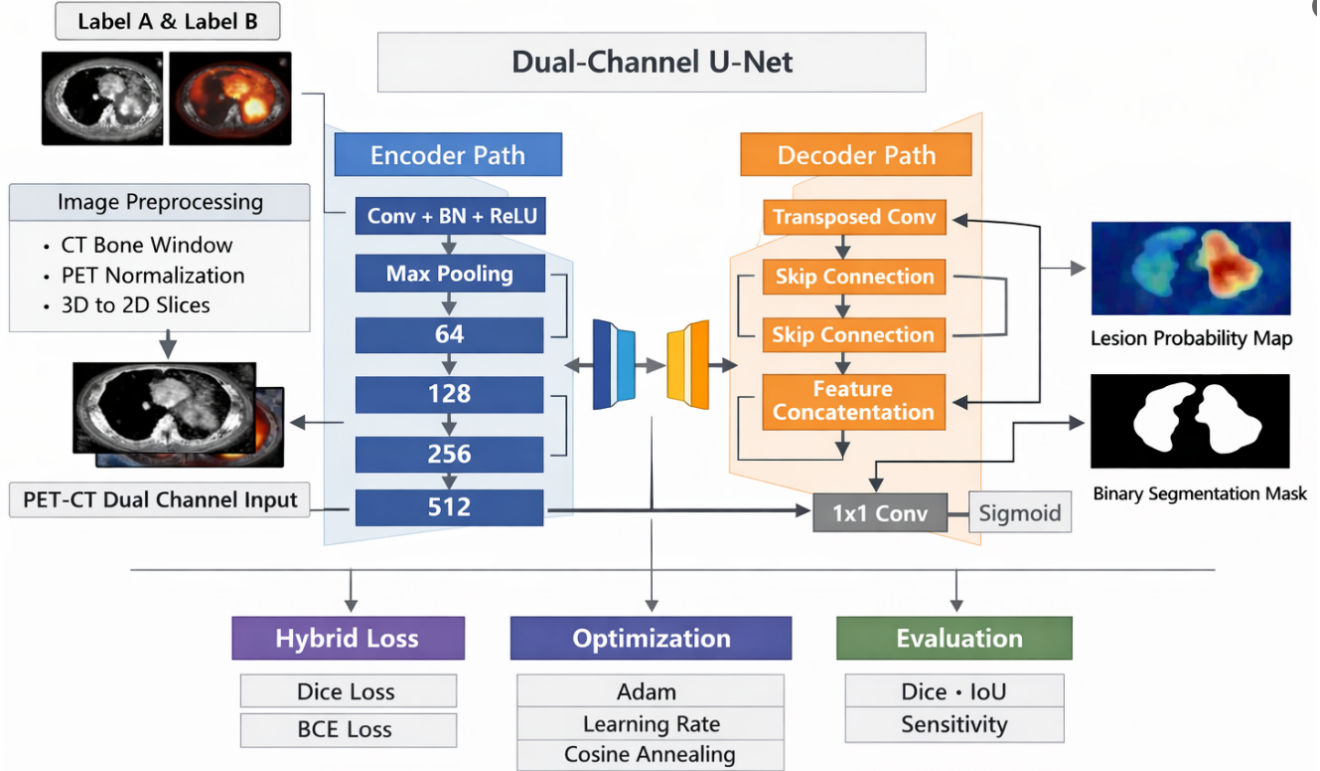 Label A & Label B
Dual-Channel U-Net
Image Preprocessing
• CT Bone Window
• PET Normalization
• 3D to 2D Slices
PET-CT Dual Channel Input
Encoder Path
Conv + BN + ReLU
Max Pooling
64
128
256
512
Decoder Path
Transposed Conv
Skip Connection
Skip Connection
Feature
Concatentation
1x1 Conv
Sigmoid
Lesion Probability Map
Binary Segmentation Mask
Hybrid Loss
Dice Loss
BCE Loss
Optimization
Adam
Learning Rate
Cosine Annealing
Evaluation
Dice · IoU
Sensitivity